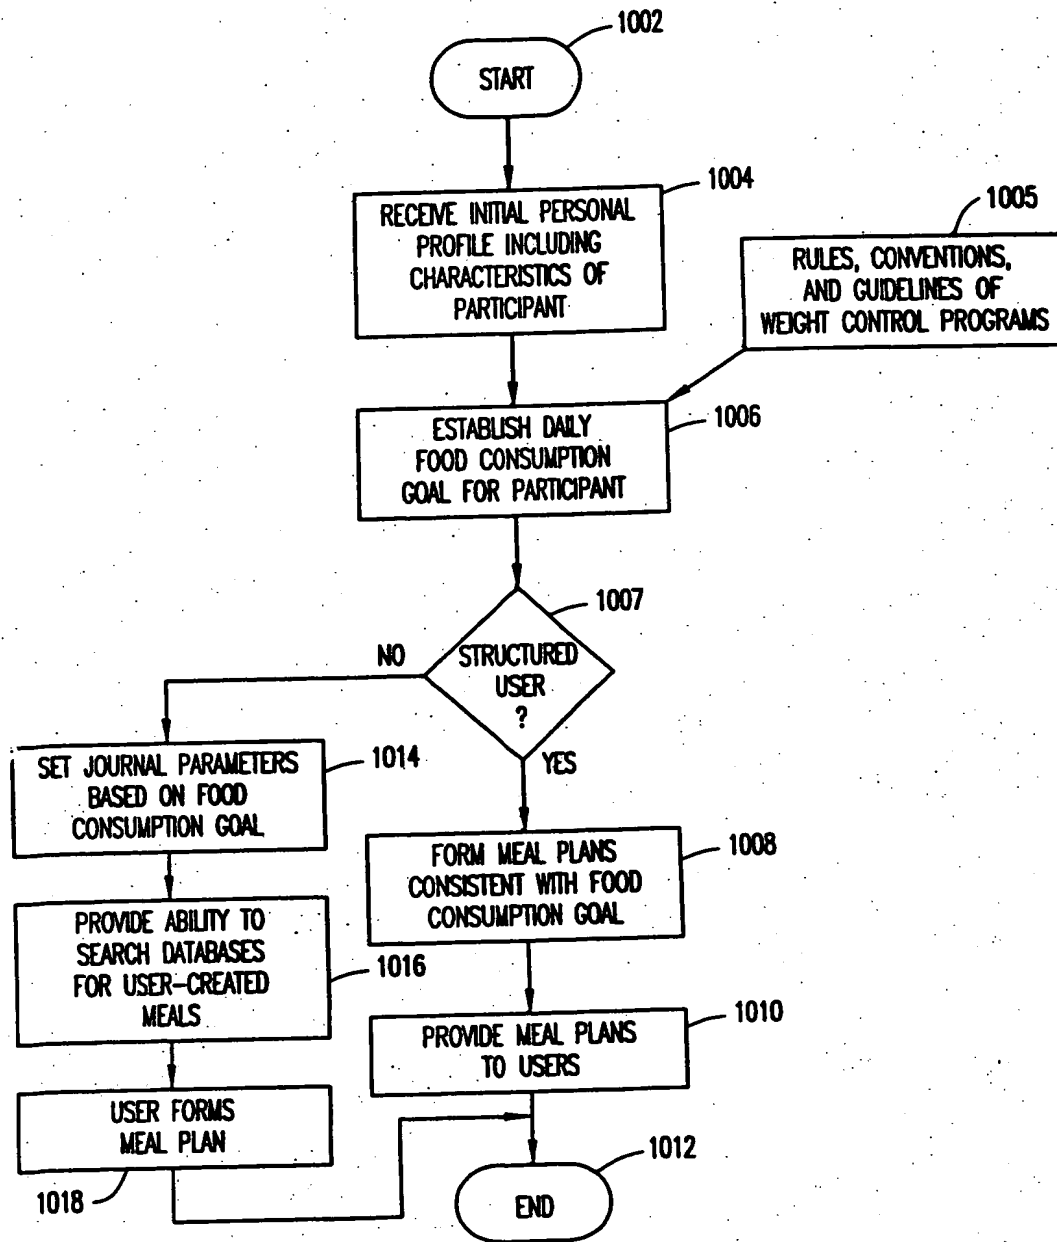 1002
START
1004
RECEIVE INITIAL PERSONAL
PROFILE INCLUDING
CHARACTERISTICS OF
PARTICIPANT
1005
RULES, CONVENTIONS,
AND GUIDELINES OF
WEIGHT CONTROL PROGRAMS
ESTABLISH DAILY
FOOD CONSUMPTION
GOAL FOR PARTICIPANT
1006
1007
STRUCTURED
USER
?
NO
YES
SET JOURNAL PARAMETERS
BASED ON FOOD
CONSUMPTION GOAL
1014
FORM MEAL PLANS
CONSISTENT WITH FOOD
CONSUMPTION GOAL
1008
PROVIDE ABILITY TO
SEARCH DATABASES
FOR USER-CREATED
MEALS
1016
PROVIDE MEAL PLANS
TO USERS
1010
USER FORMS
MEAL PLAN
1018
1012
END